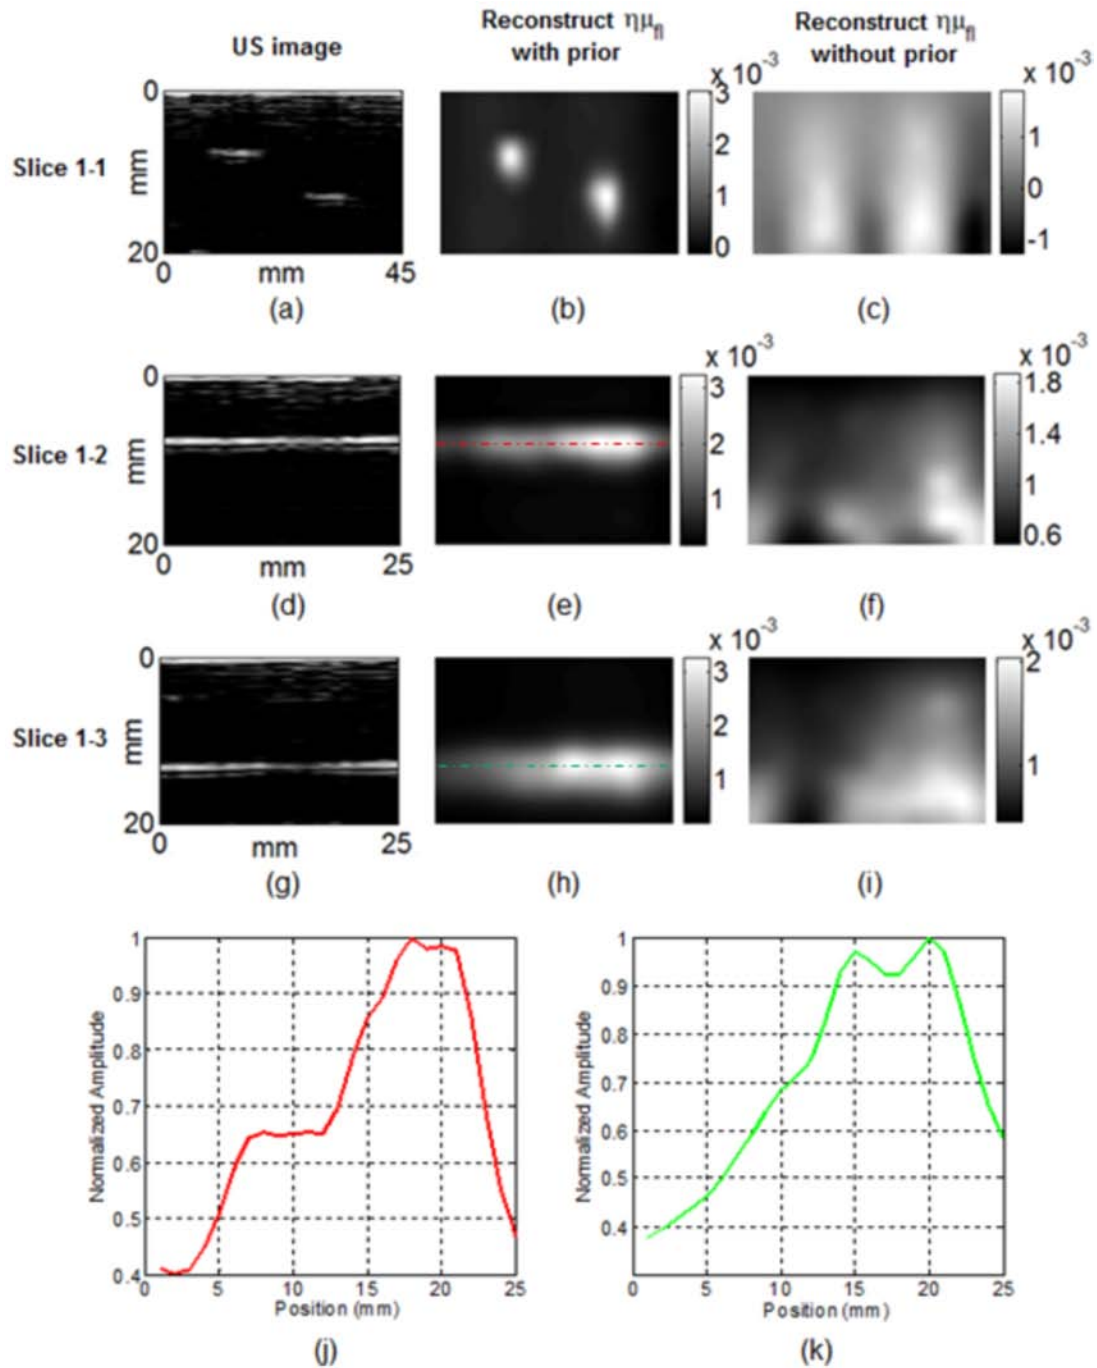 US image
Reconstruct ημfl
with prior
Reconstruct ημfl
without prior
Slice 1-1
0
mm
20
0 mm 45
x 10-3
3
2
1
0
x 10-3
1
0
-1
(a)
(b)
(c)
Slice 1-2
0
mm
20
0 mm 25
x 10-3
3
2
1
x 10-3
1.8
1.4
1
0.6
(d)
(e)
(f)
Slice 1-3
0
mm
20
0 mm 25
x 10-3
3
2
1
x 10-3
2
1
(g)
(h)
(i)
Normalized Amplitude
1
0.9
0.8
0.7
0.6
0.5
0.4
0 5 10 15 20 25
Position (mm)
(j)
Normalized Amplitude
1
0.9
0.8
0.7
0.6
0.5
0.4
0 5 10 15 20 25
Position (mm)
(k)